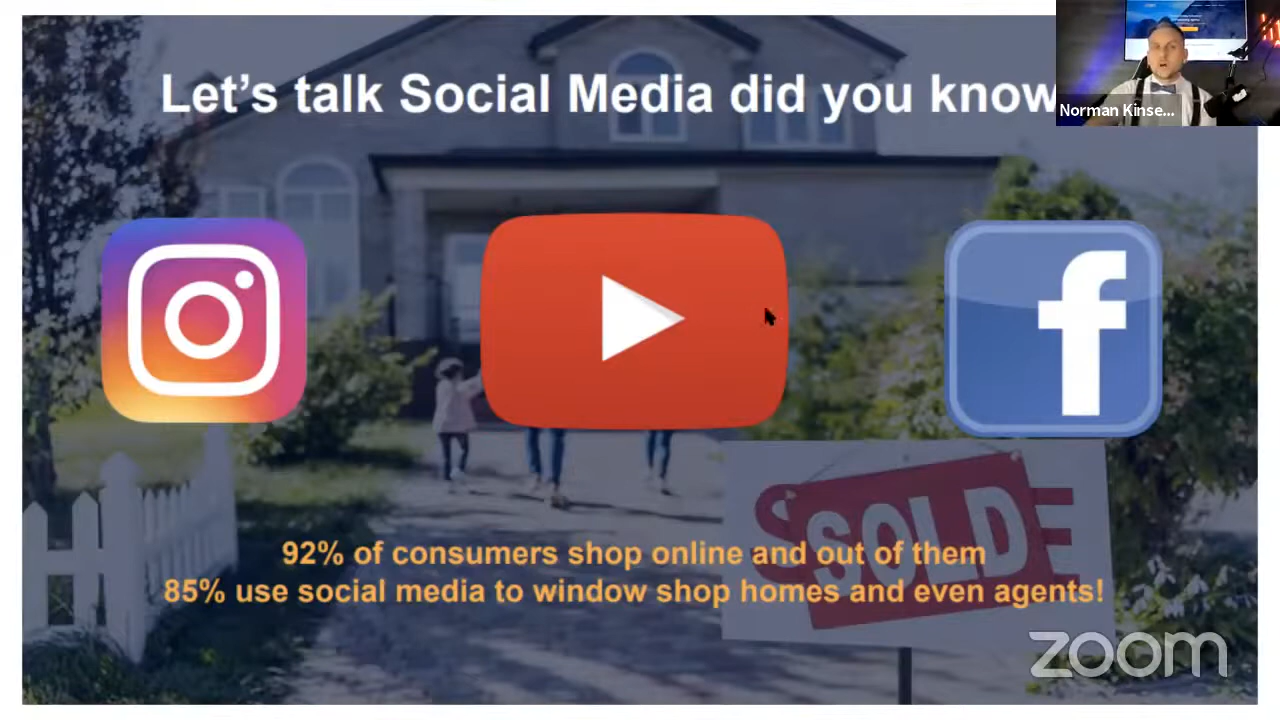 Let's talk Social Media did you know
Norman Kinse...
f
SOLD
92% of consumers shop online and out of them
85% use social media to window shop homes and even agents!
zoom